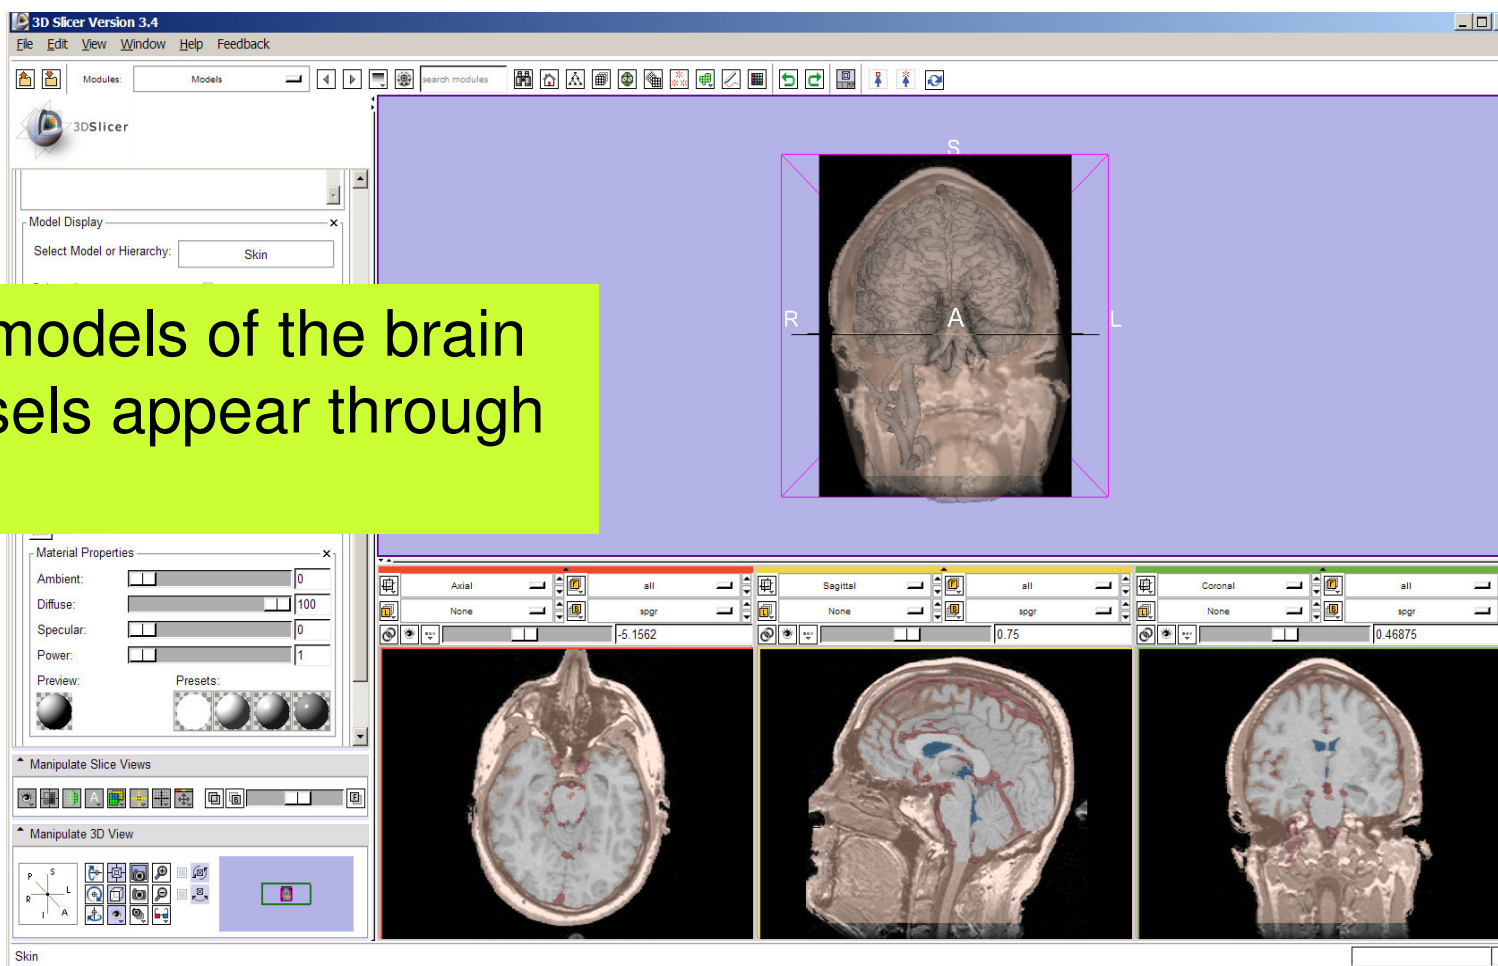 3D Slicer Version 3.4
File Edit View Window Help Feedback
Modules: Models search modules
3DSlicer
Model Display
Select Model or Hierarchy: Skin
models of the brain
sels appear through
Material Properties
Ambient: 0
Diffuse: 100
Specular: 0
Power: 1
Preview: Presets:
Manipulate Slice Views
Manipulate 3D View
P S
R L
I A
S
R A L
Axial all
None spgr
-5.1562
Sagittal all
None spgr
0.75
Coronal all
None spgr
0.46875
Skin